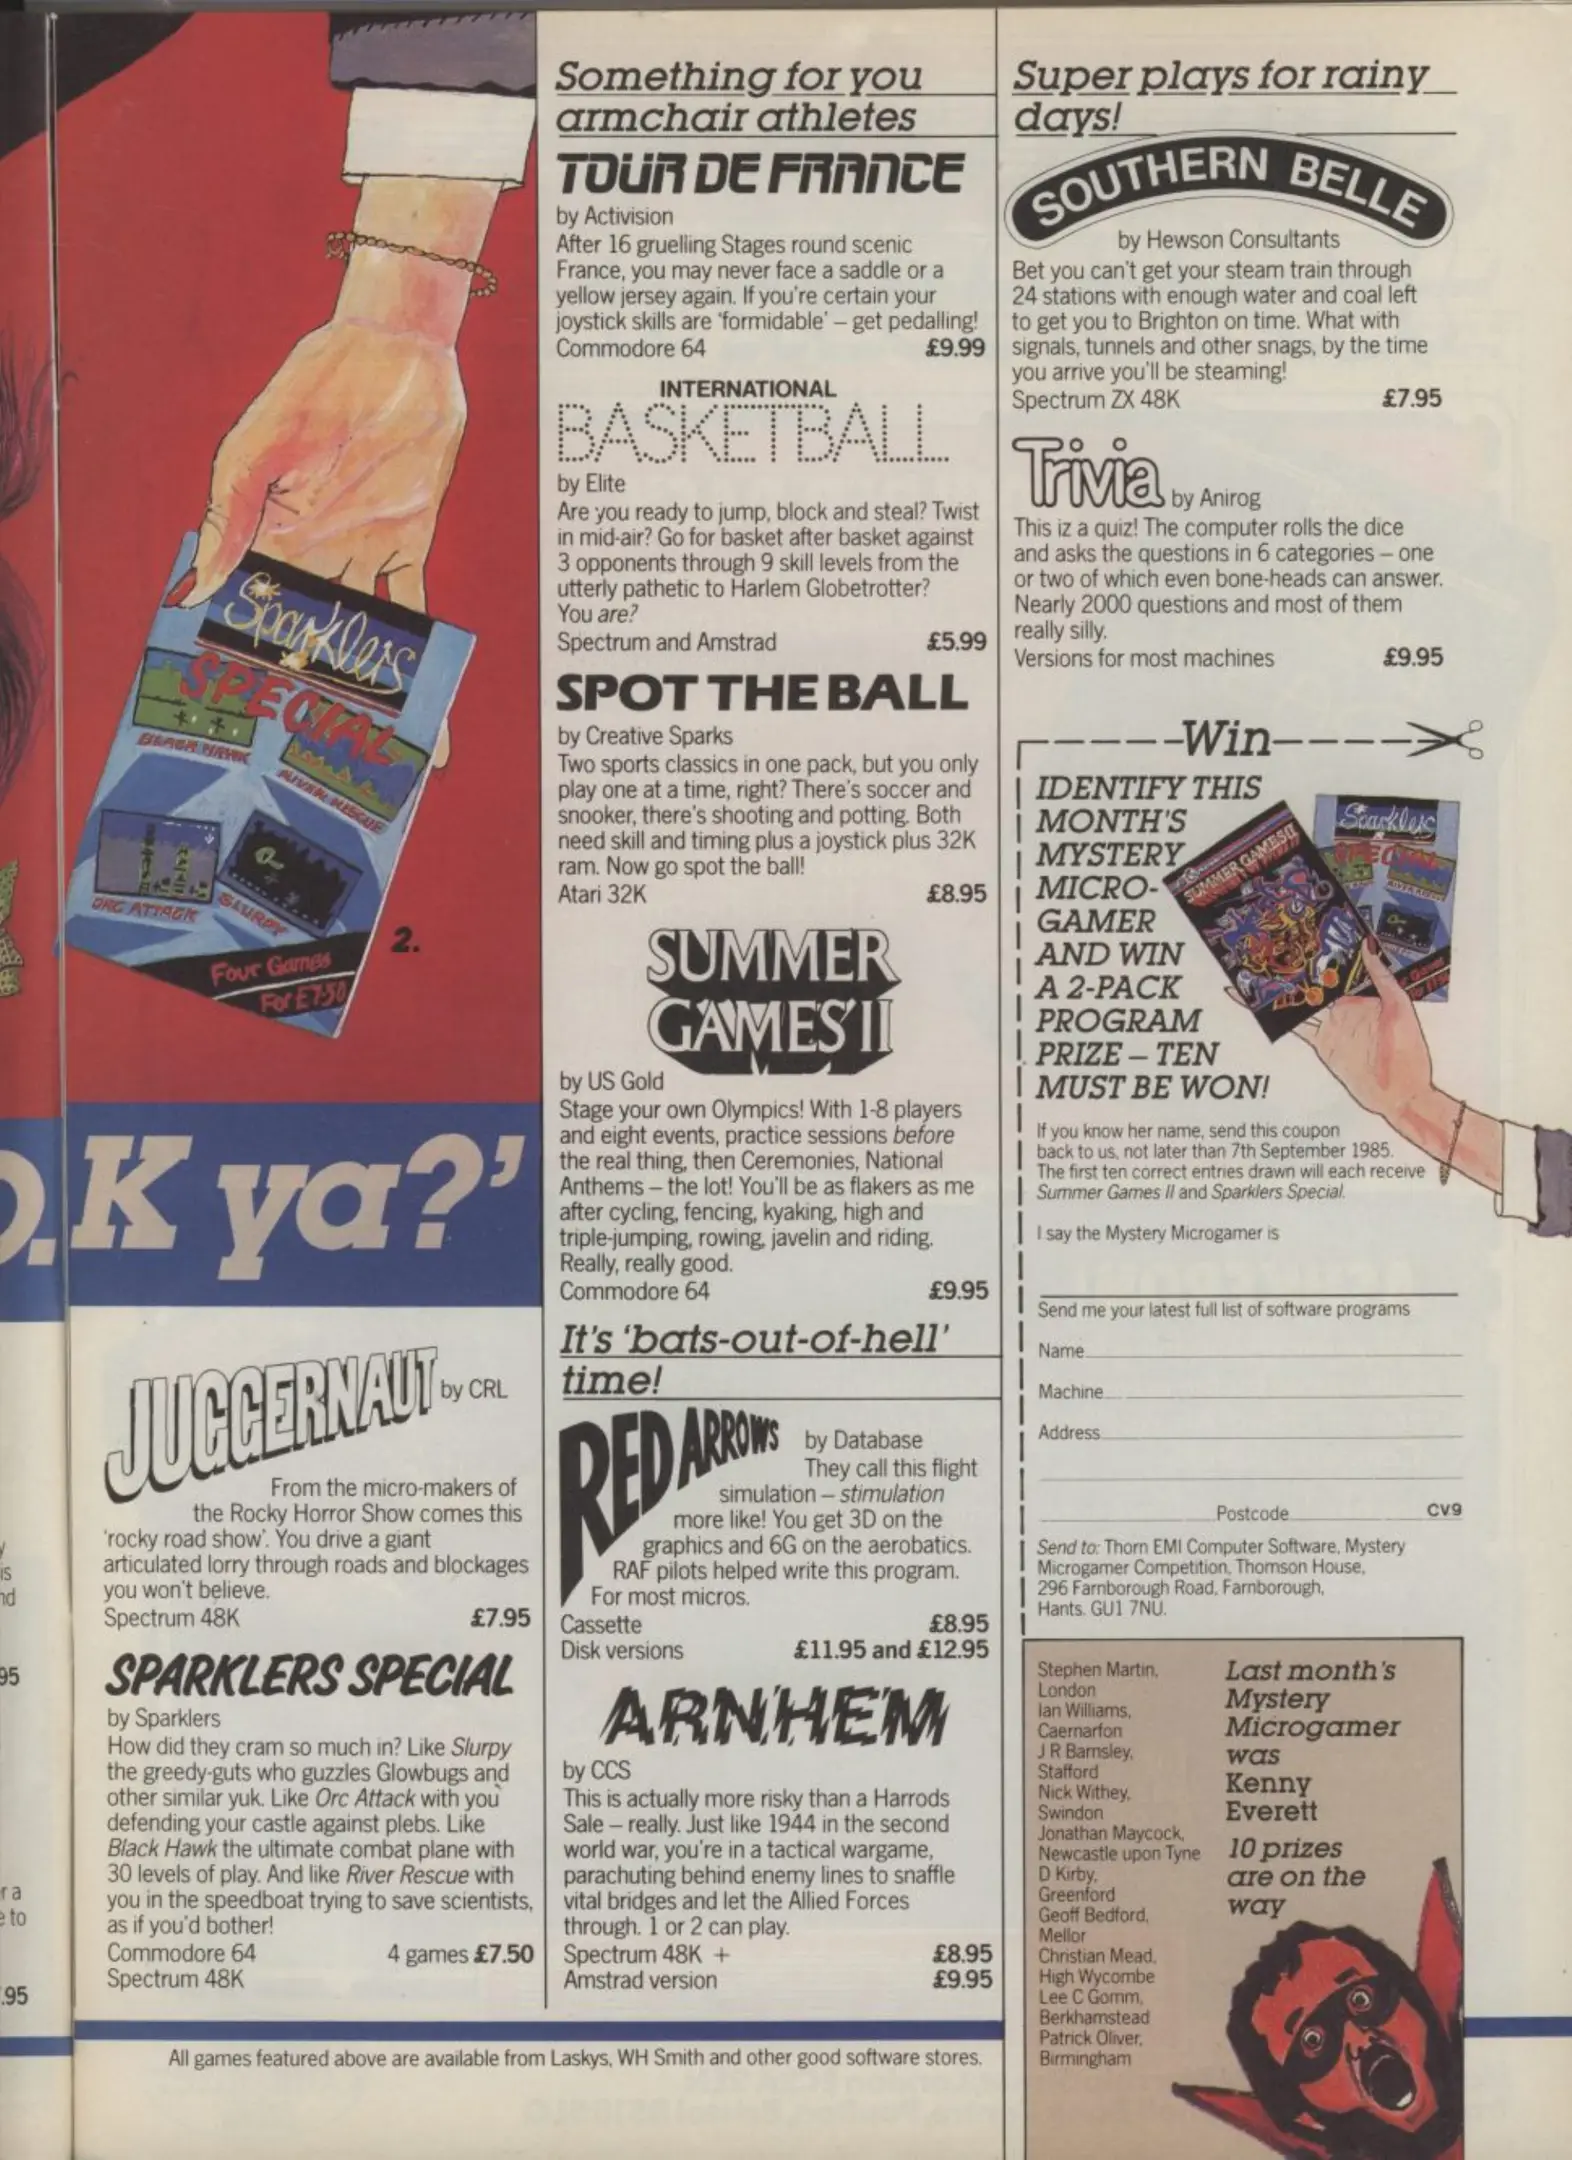 Sparklers
SPECIAL
BLACK HAWK
RIVER RESCUE
ORC ATTACK
SLURPY
Four Games
For £7·50
2.
O.K ya?'
JUGGERNAUT by CRL
From the micro-makers of
the Rocky Horror Show comes this
'rocky road show'. You drive a giant
articulated lorry through roads and blockages
you won't believe.
Spectrum 48K £7.95
SPARKLERS SPECIAL
by Sparklers
How did they cram so much in? Like Slurpy
the greedy-guts who guzzles Glowbugs and
other similar yuk. Like Orc Attack with you
defending your castle against plebs. Like
Black Hawk the ultimate combat plane with
30 levels of play. And like River Rescue with
you in the speedboat trying to save scientists,
as if you'd bother!
Commodore 64 4 games £7.50
Spectrum 48K
Something for you
armchair athletes
TOUR DE FRANCE
by Activision
After 16 gruelling Stages round scenic
France, you may never face a saddle or a
yellow jersey again. If you're certain your
joystick skills are 'formidable' – get pedalling!
Commodore 64 £9.99
INTERNATIONAL
BASKETBALL
by Elite
Are you ready to jump, block and steal? Twist
in mid-air? Go for basket after basket against
3 opponents through 9 skill levels from the
utterly pathetic to Harlem Globetrotter?
You are?
Spectrum and Amstrad £5.99
SPOT THE BALL
by Creative Sparks
Two sports classics in one pack, but you only
play one at a time, right? There's soccer and
snooker, there's shooting and potting. Both
need skill and timing plus a joystick plus 32K
ram. Now go spot the ball!
Atari 32K £8.95
SUMMER
GAMES II
by US Gold
Stage your own Olympics! With 1-8 players
and eight events, practice sessions before
the real thing, then Ceremonies, National
Anthems – the lot! You'll be as flakers as me
after cycling, fencing, kyaking, high and
triple-jumping, rowing, javelin and riding.
Really, really good.
Commodore 64 £9.95
It's 'bats-out-of-hell'
time!
RED ARROWS
by Database
They call this flight
simulation – stimulation
more like! You get 3D on the
graphics and 6G on the aerobatics.
RAF pilots helped write this program.
For most micros.
Cassette £8.95
Disk versions £11.95 and £12.95
ARNHEM
by CCS
This is actually more risky than a Harrods
Sale – really. Just like 1944 in the second
world war, you're in a tactical wargame,
parachuting behind enemy lines to snaffle
vital bridges and let the Allied Forces
through. 1 or 2 can play.
Spectrum 48K + £8.95
Amstrad version £9.95
All games featured above are available from Laskys, WH Smith and other good software stores.
Super plays for rainy
days!
SOUTHERN BELLE
by Hewson Consultants
Bet you can't get your steam train through
24 stations with enough water and coal left
to get you to Brighton on time. What with
signals, tunnels and other snags, by the time
you arrive you'll be steaming!
Spectrum ZX 48K £7.95
Trivia by Anirog
This iz a quiz! The computer rolls the dice
and asks the questions in 6 categories – one
or two of which even bone-heads can answer.
Nearly 2000 questions and most of them
really silly.
Versions for most machines £9.95
Win
IDENTIFY THIS
MONTH'S
MYSTERY
MICRO-
GAMER
AND WIN
A 2-PACK
PROGRAM
PRIZE – TEN
MUST BE WON!
SUMMER GAMES II
Sparklers
SPECIAL
If you know her name, send this coupon
back to us, not later than 7th September 1985.
The first ten correct entries drawn will each receive
Summer Games II and Sparklers Special.
I say the Mystery Microgamer is
Send me your latest full list of software programs
Name
Machine
Address
Postcode CV9
Send to: Thorn EMI Computer Software, Mystery
Microgamer Competition, Thomson House,
296 Farnborough Road, Farnborough,
Hants. GU1 7NU.
Stephen Martin,
London
Ian Williams,
Caernarfon
J R Barnsley,
Stafford
Nick Withey,
Swindon
Jonathan Maycock,
Newcastle upon Tyne
D Kirby,
Greenford
Geoff Bedford,
Mellor
Christian Mead,
High Wycombe
Lee C Gomm,
Berkhamstead
Patrick Oliver,
Birmingham
Last month's
Mystery
Microgamer
was
Kenny
Everett
10 prizes
are on the
way